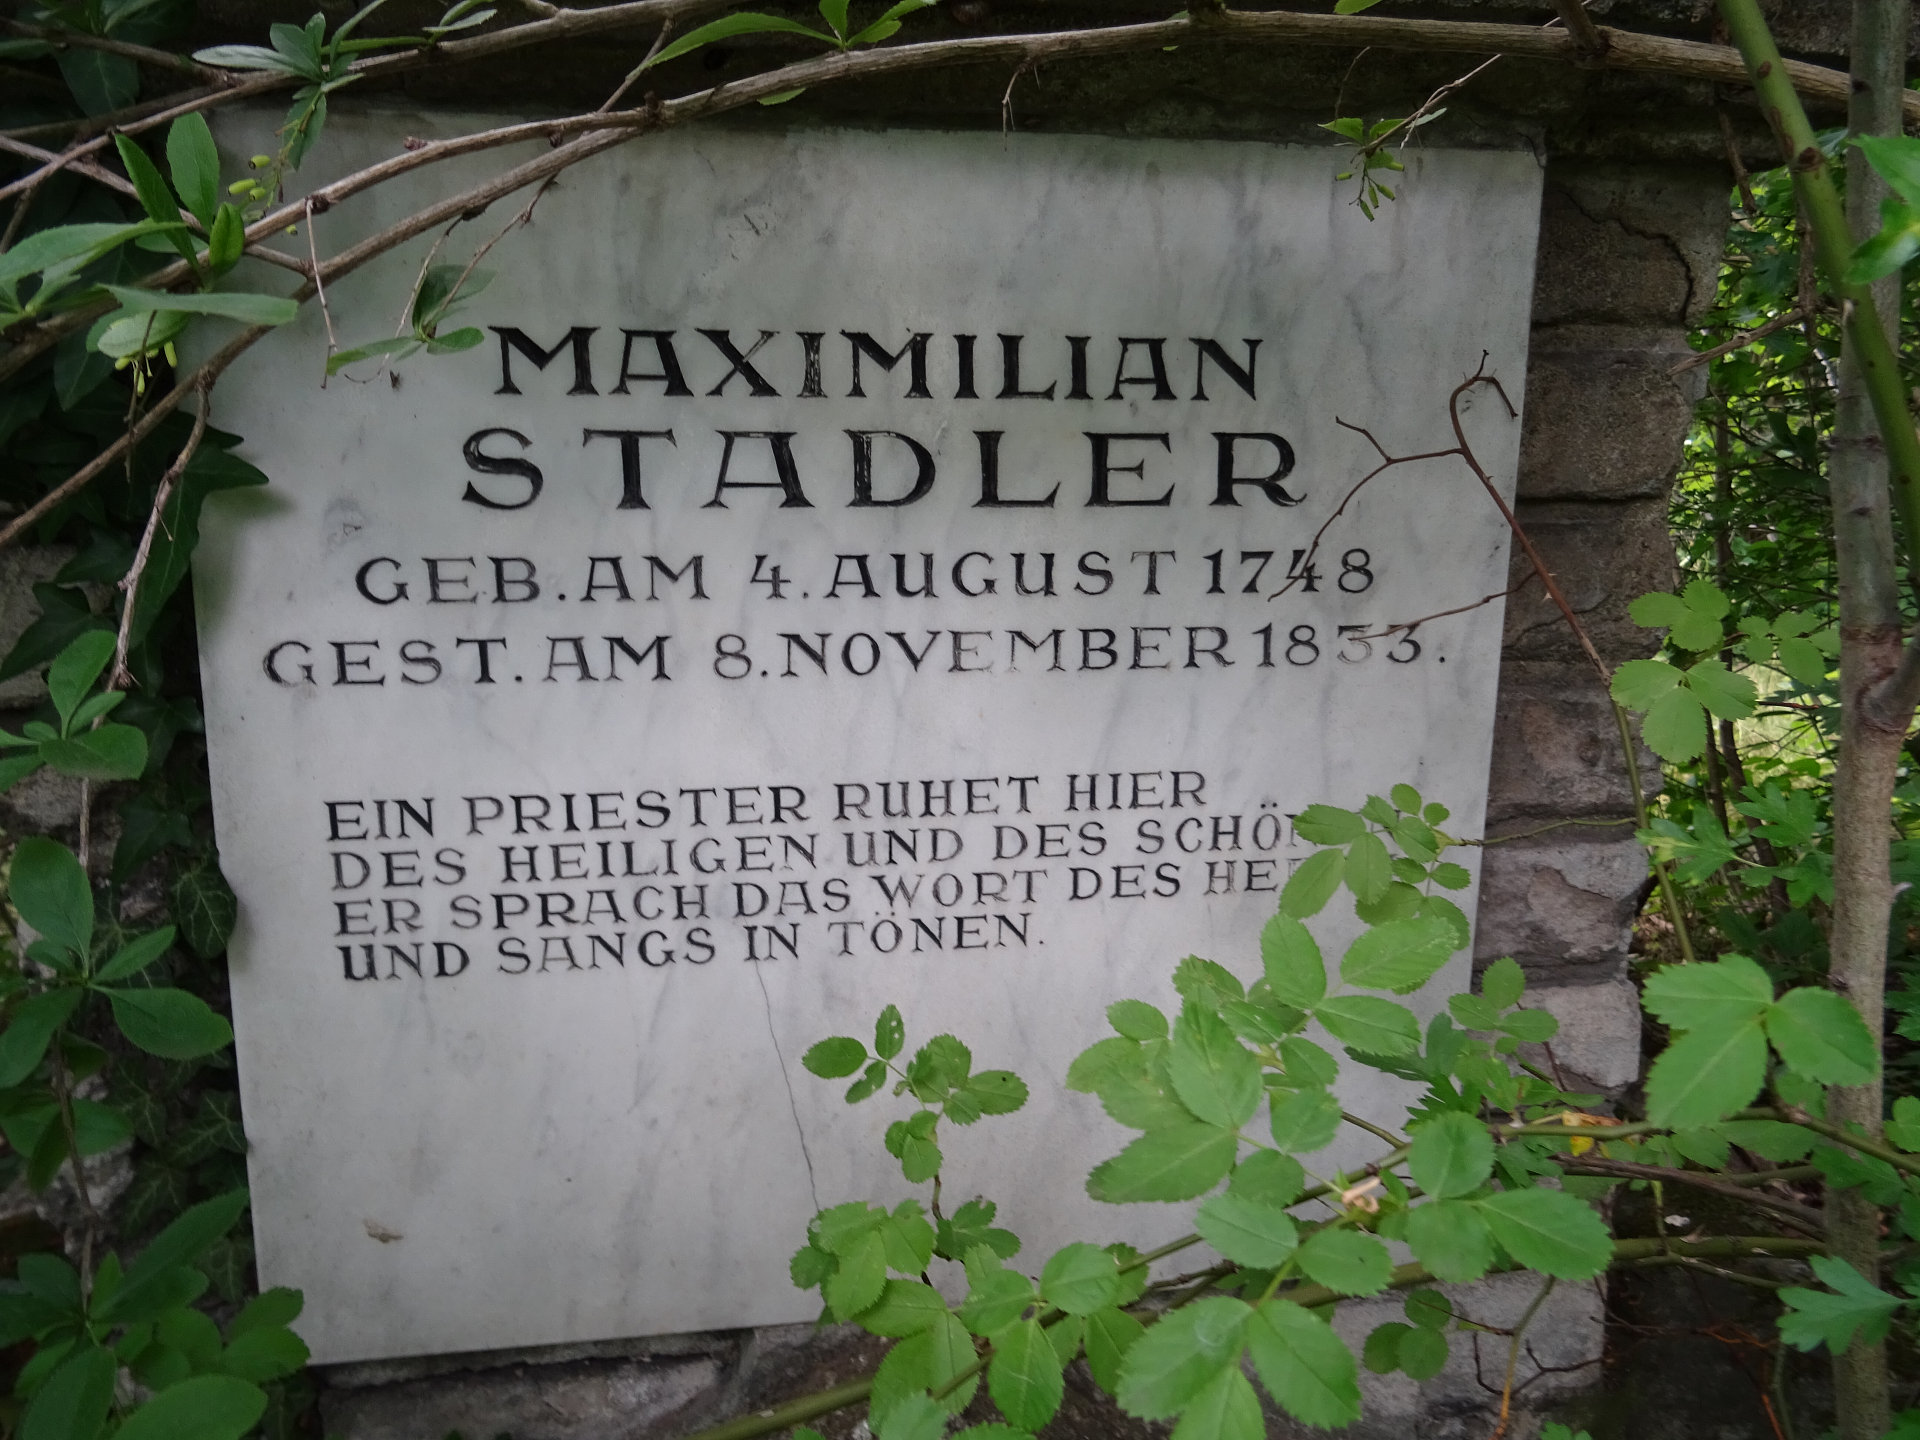 MAXIMILIAN
STADLER
GEB. AM 4. AUGUST 1748
GEST. AM 8. NOVEMBER 1833.
EIN PRIESTER RUHET HIER
DES HEILIGEN UND DES
ER SPRACH DAS WORT DES
UND SANGS IN TÖNEN.